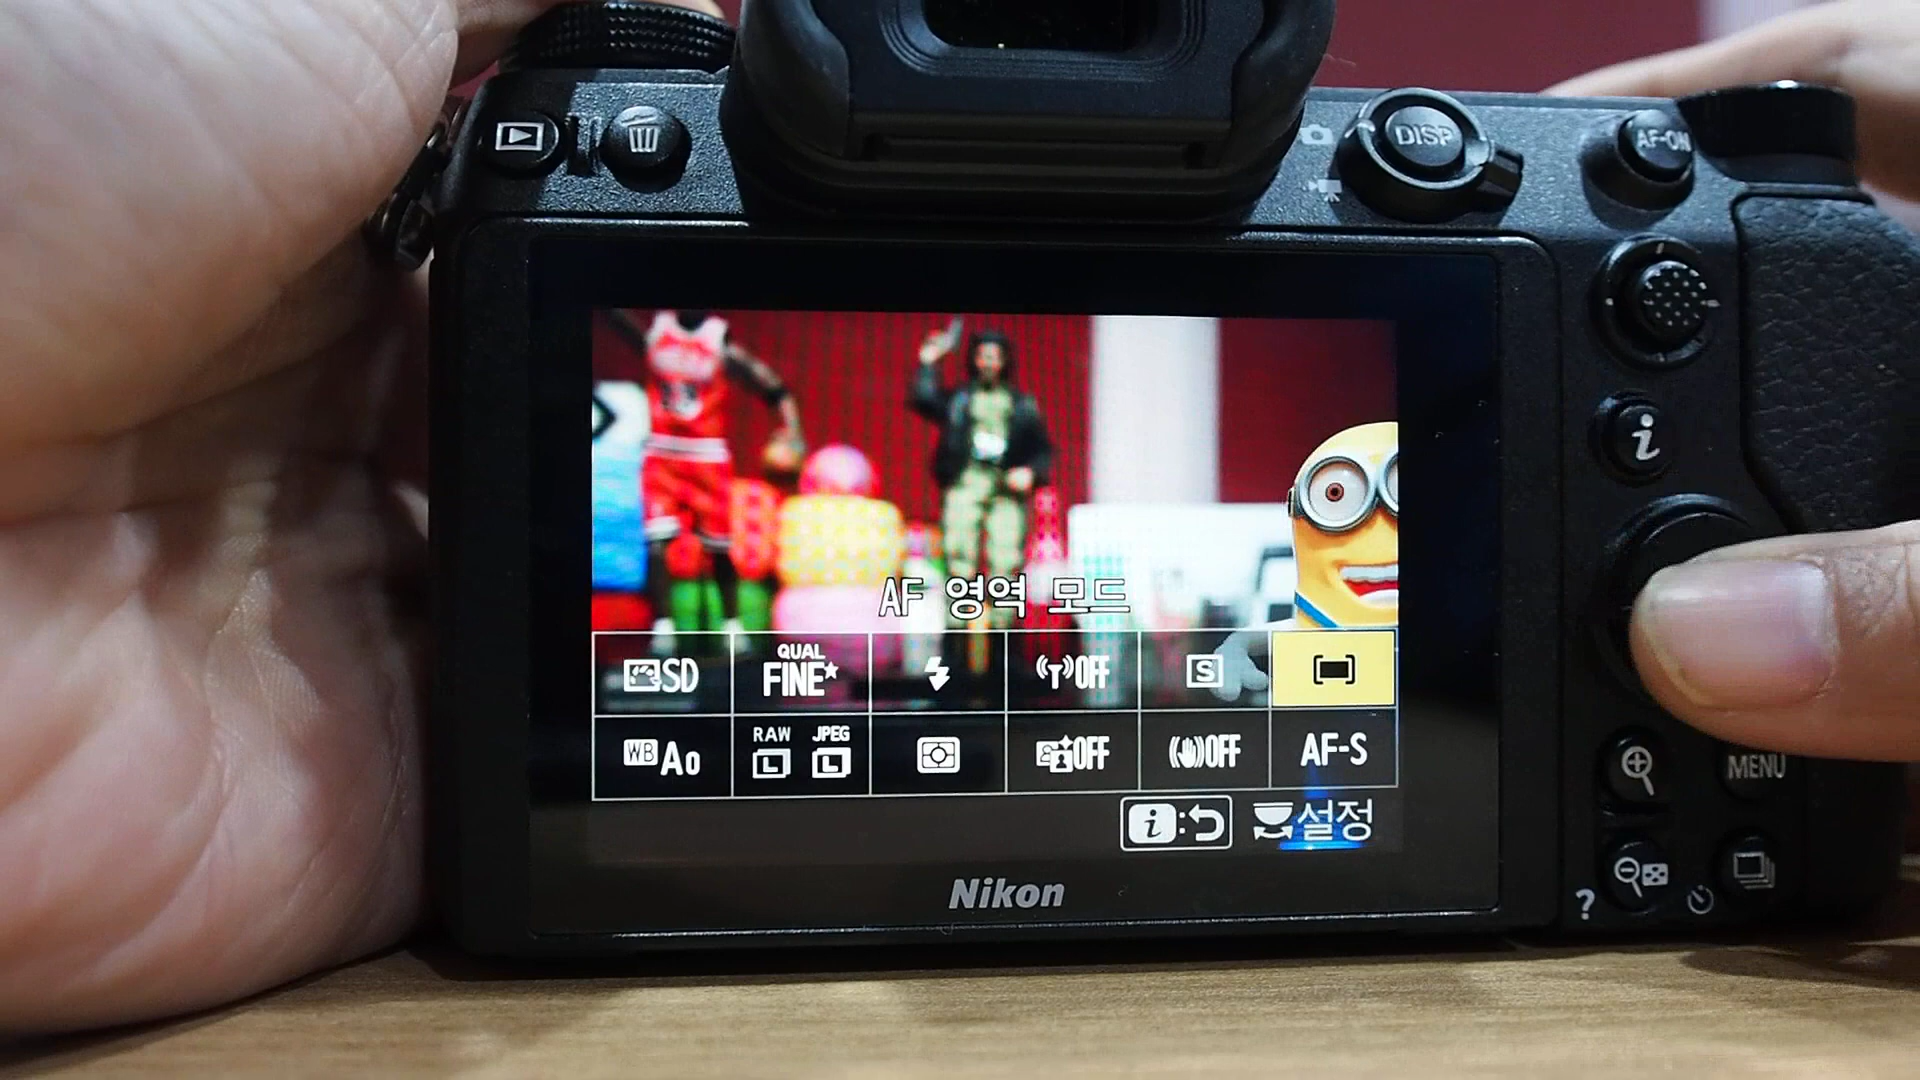 DISP
AF-ON
i
AF 영역 모드
SD
QUAL
FINE★
OFF
S
WB A0
RAW L
JPEG L
OFF
OFF
AF-S
i:
설정
Nikon
MENU
?